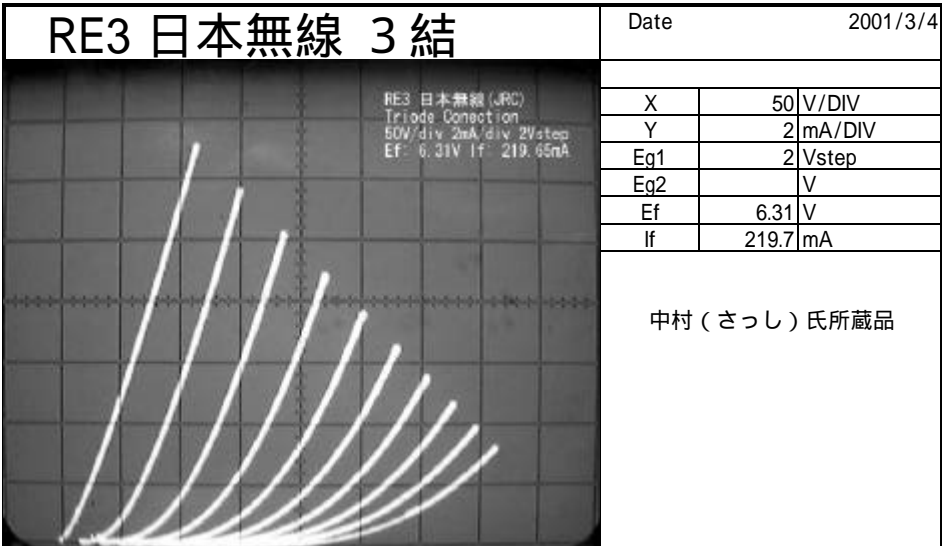 RE3 日本無線 3結
Date 2001/3/4
RE3 日本無線(JRC)
Triode Conection
50V/div 2mA/div 2Vstep
Ef: 6.31V If: 219.65mA
X 50 V/DIV
Y 2 mA/DIV
Eg1 2 Vstep
Eg2 V
Ef 6.31 V
If 219.7 mA
中村(さっし)氏所蔵品